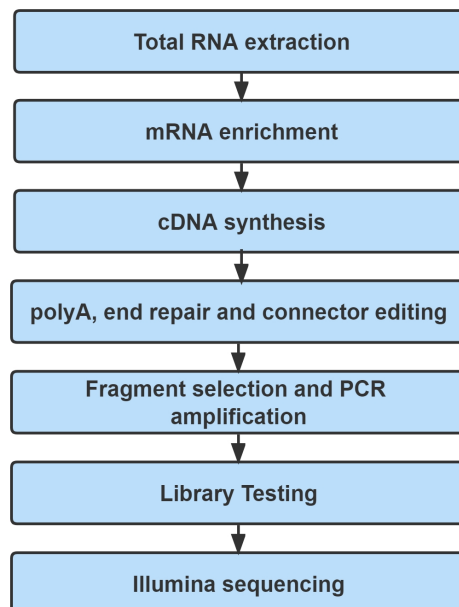 Total RNA extraction
mRNA enrichment
cDNA synthesis
polyA, end repair and connector editing
Fragment selection and PCR
amplification
Library Testing
Illumina sequencing